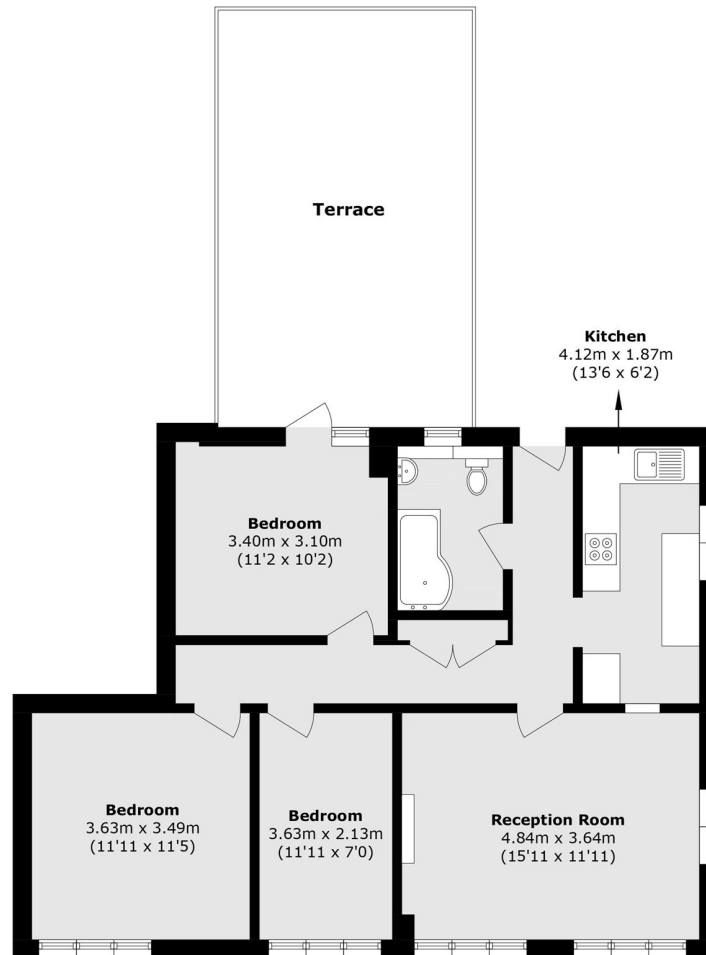 Terrace
Kitchen
4.12m x 1.87m
(13'6 x 6'2)
Bedroom
3.40m x 3.10m
(11'2 x 10'2)
Bedroom
3.63m x 3.49m
(11'11 x 11'5)
Bedroom
3.63m x 2.13m
(11'11 x 7'0)
Reception Room
4.84m x 3.64m
(15'11 x 11'11)